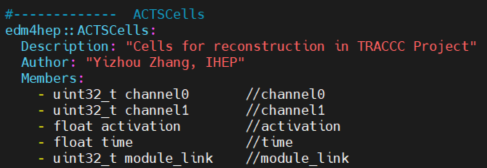 #-------------  ACTSCells
edm4hep::ACTSCells:
  Description: "Cells for reconstruction in TRACCC Project"
  Author: "Yizhou Zhang, IHEP"
  Members:
    - uint32_t channel0       //channel0
    - uint32_t channel1       //channel1
    - float activation        //activation
    - float time              //time
    - uint32_t module_link    //module_link